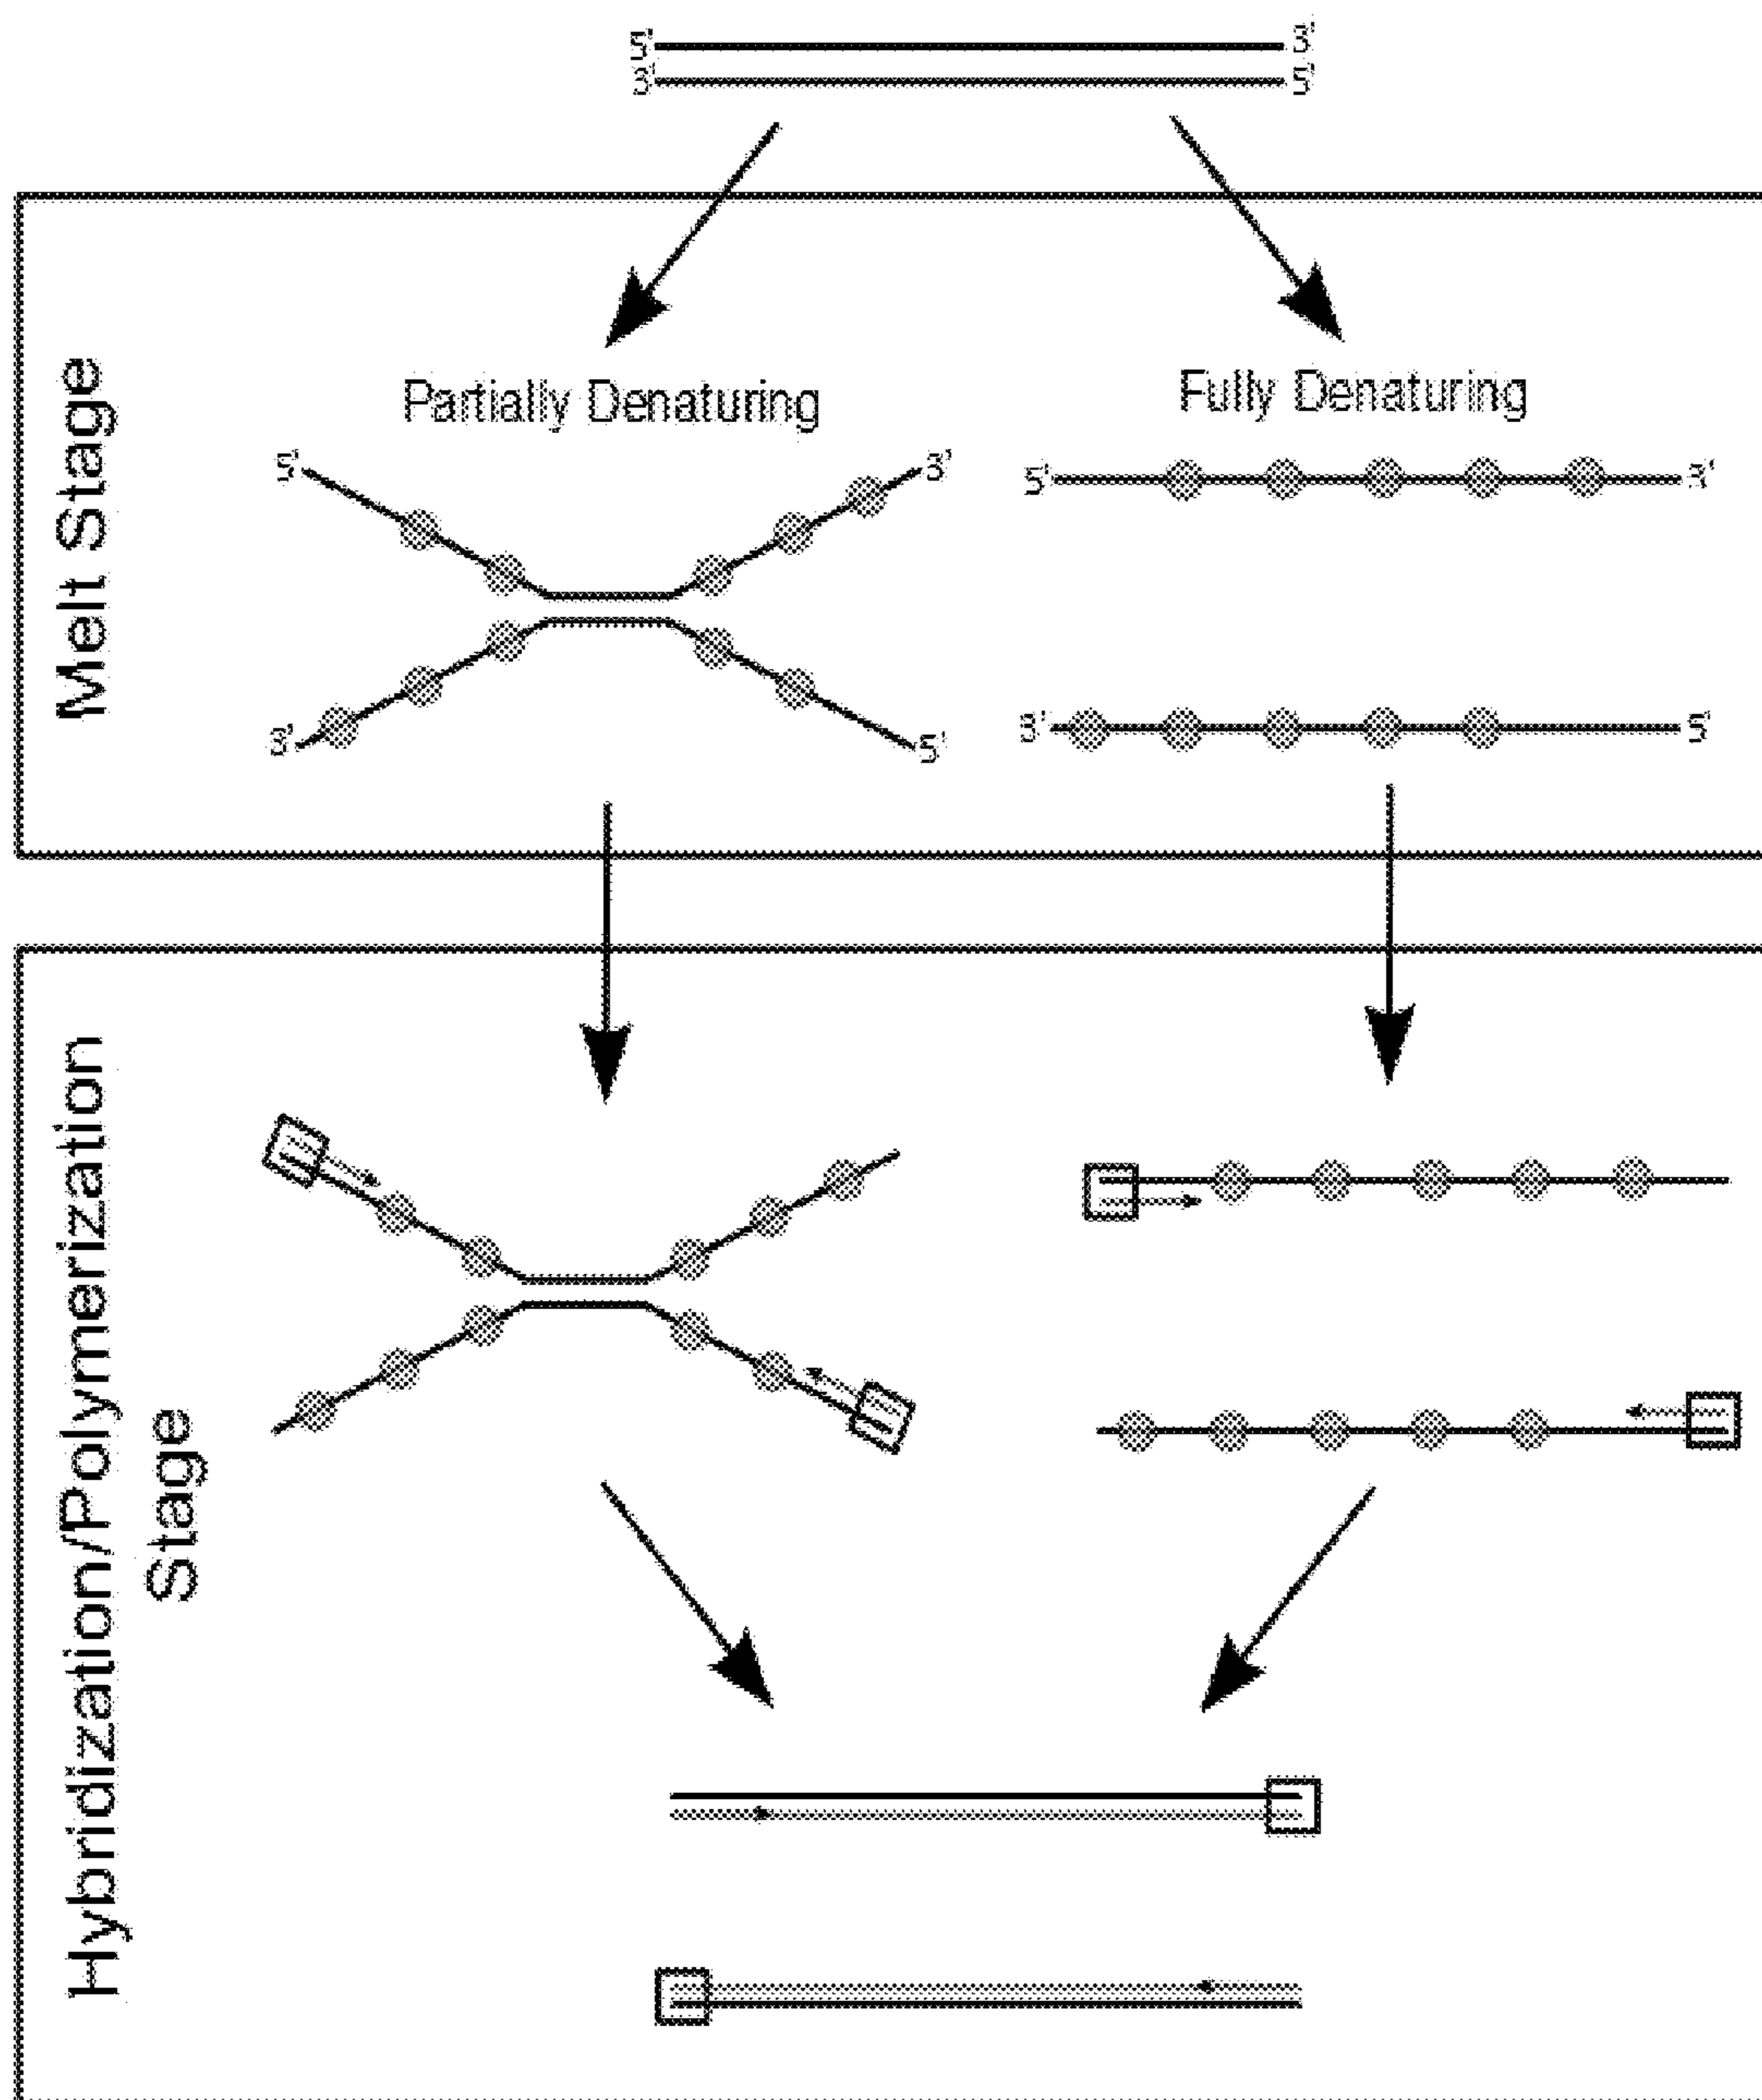 5' 3'
3' 5'
Melt Stage
Partially Denaturing
Fully Denaturing
5' 3'
5' 3'
3' 5'
3' 5'
Hybridization/Polymerization
Stage